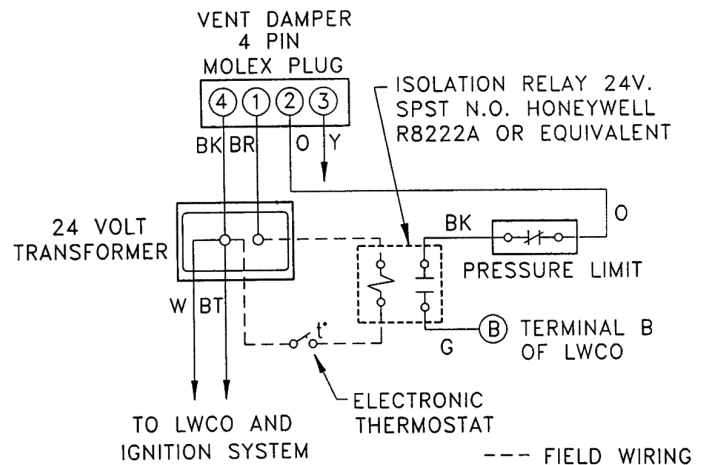 VENT DAMPER
4 PIN
MOLEX PLUG
4 1 2 3
ISOLATION RELAY 24V.
SPST N.O. HONEYWELL
R8222A OR EQUIVALENT
BK BR O Y
24 VOLT
TRANSFORMER
BK
O
PRESSURE LIMIT
W BT
t°
G
B
TERMINAL B
OF LWCO
ELECTRONIC
THERMOSTAT
TO LWCO AND
IGNITION SYSTEM
--- FIELD WIRING